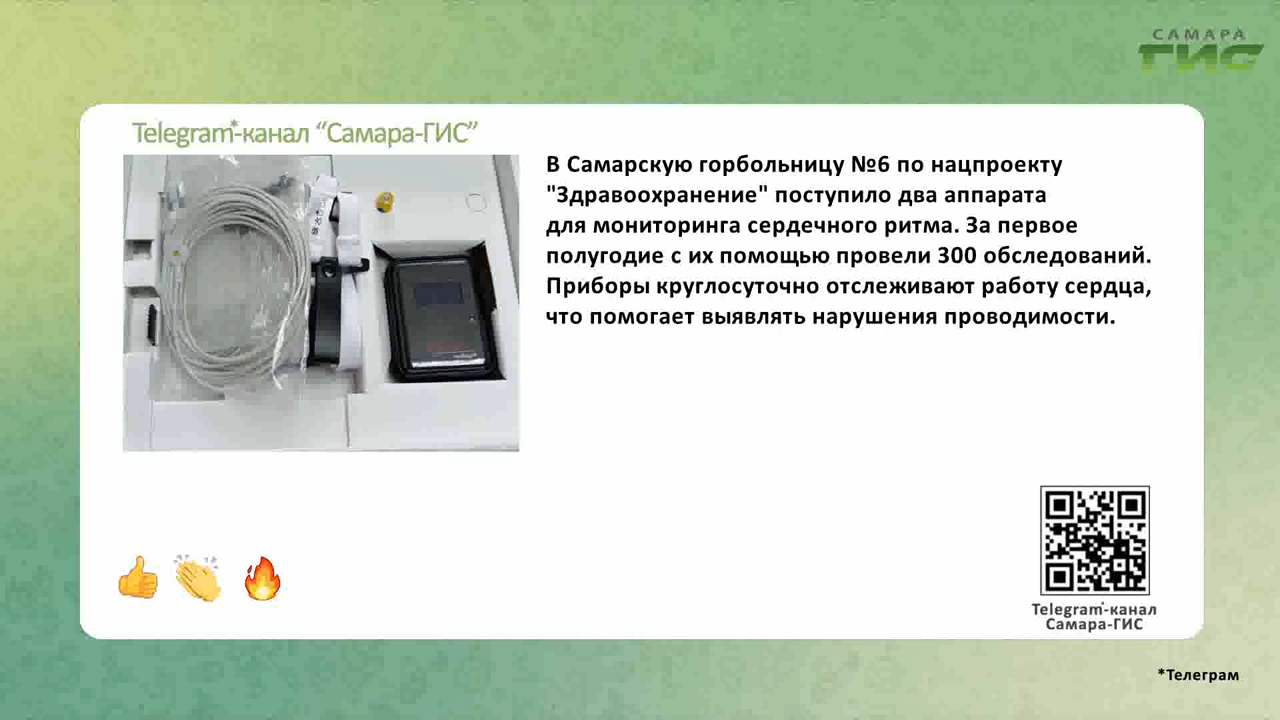 САМАРА
ГИС
Telegram*-канал “Самара-ГИС”
В Самарскую горбольницу №6 по нацпроекту
"Здравоохранение" поступило два аппарата
для мониторинга сердечного ритма. За первое
полугодие с их помощью провели 300 обследований.
Приборы круглосуточно отслеживают работу сердца,
что помогает выявлять нарушения проводимости.
Telegram*-канал
Самара-ГИС
*Телеграм